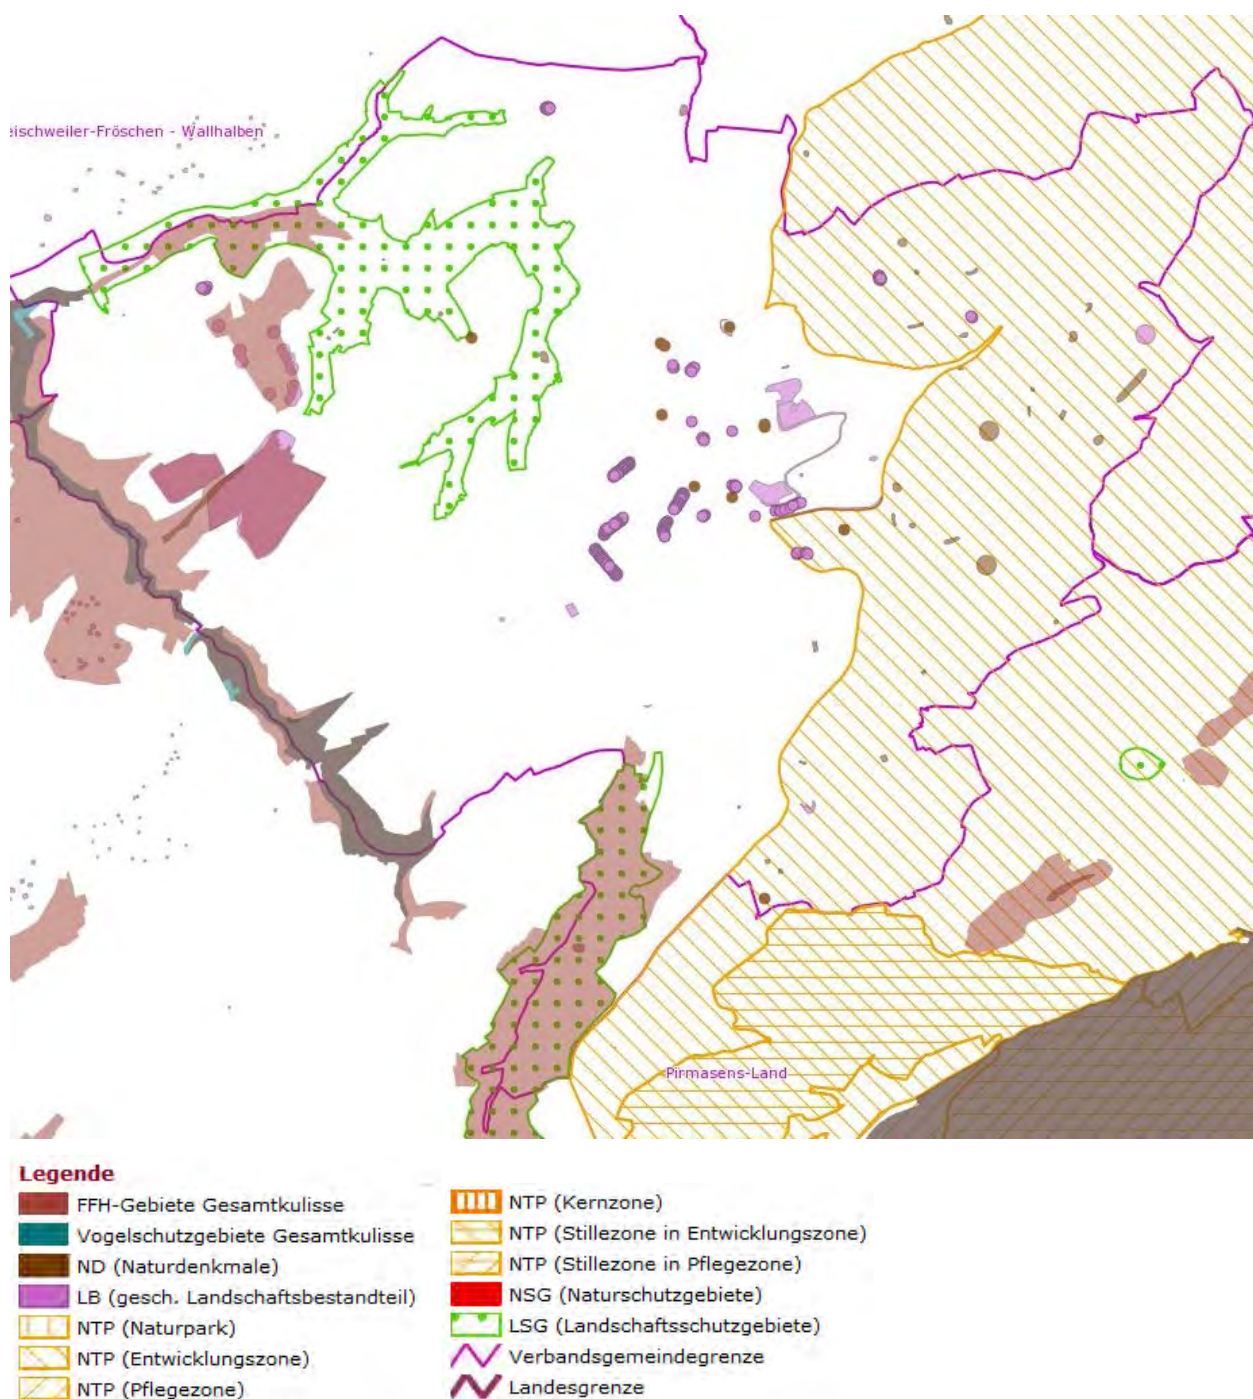 eischweiler-Fröschen - Wallhalben
Pirmasens-Land
Legende
FFH-Gebiete Gesamtkulisse
Vogelschutzgebiete Gesamtkulisse
ND (Naturdenkmale)
LB (gesch. Landschaftsbestandteil)
NTP (Naturpark)
NTP (Entwicklungszone)
NTP (Pflegezone)
NTP (Kernzone)
NTP (Stillezone in Entwicklungszone)
NTP (Stillezone in Pflegezone)
NSG (Naturschutzgebiete)
LSG (Landschaftsschutzgebiete)
Verbandsgemeindegrenze
Landesgrenze